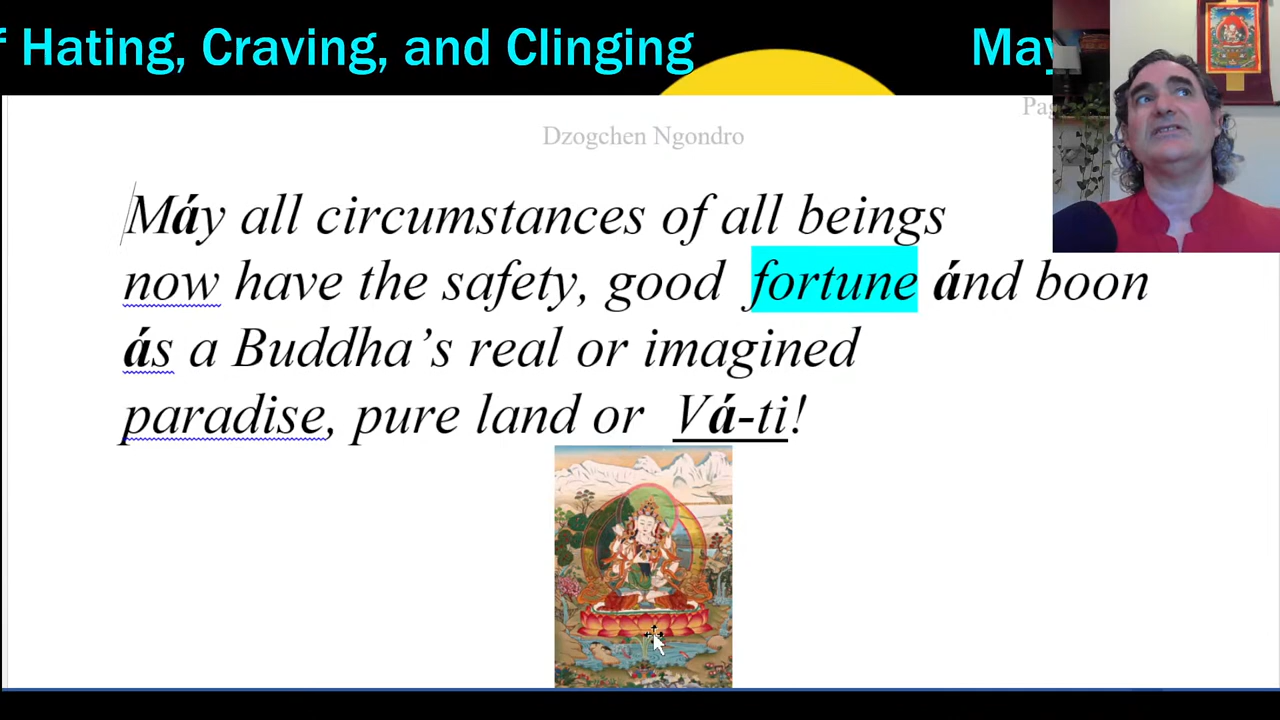 f Hating, Craving, and Clinging May
Pag
Dzogchen Ngondro
Máy all circumstances of all beings
now have the safety, good fortune ánd boon
ás a Buddha’s real or imagined
paradise, pure land or Vá-ti!